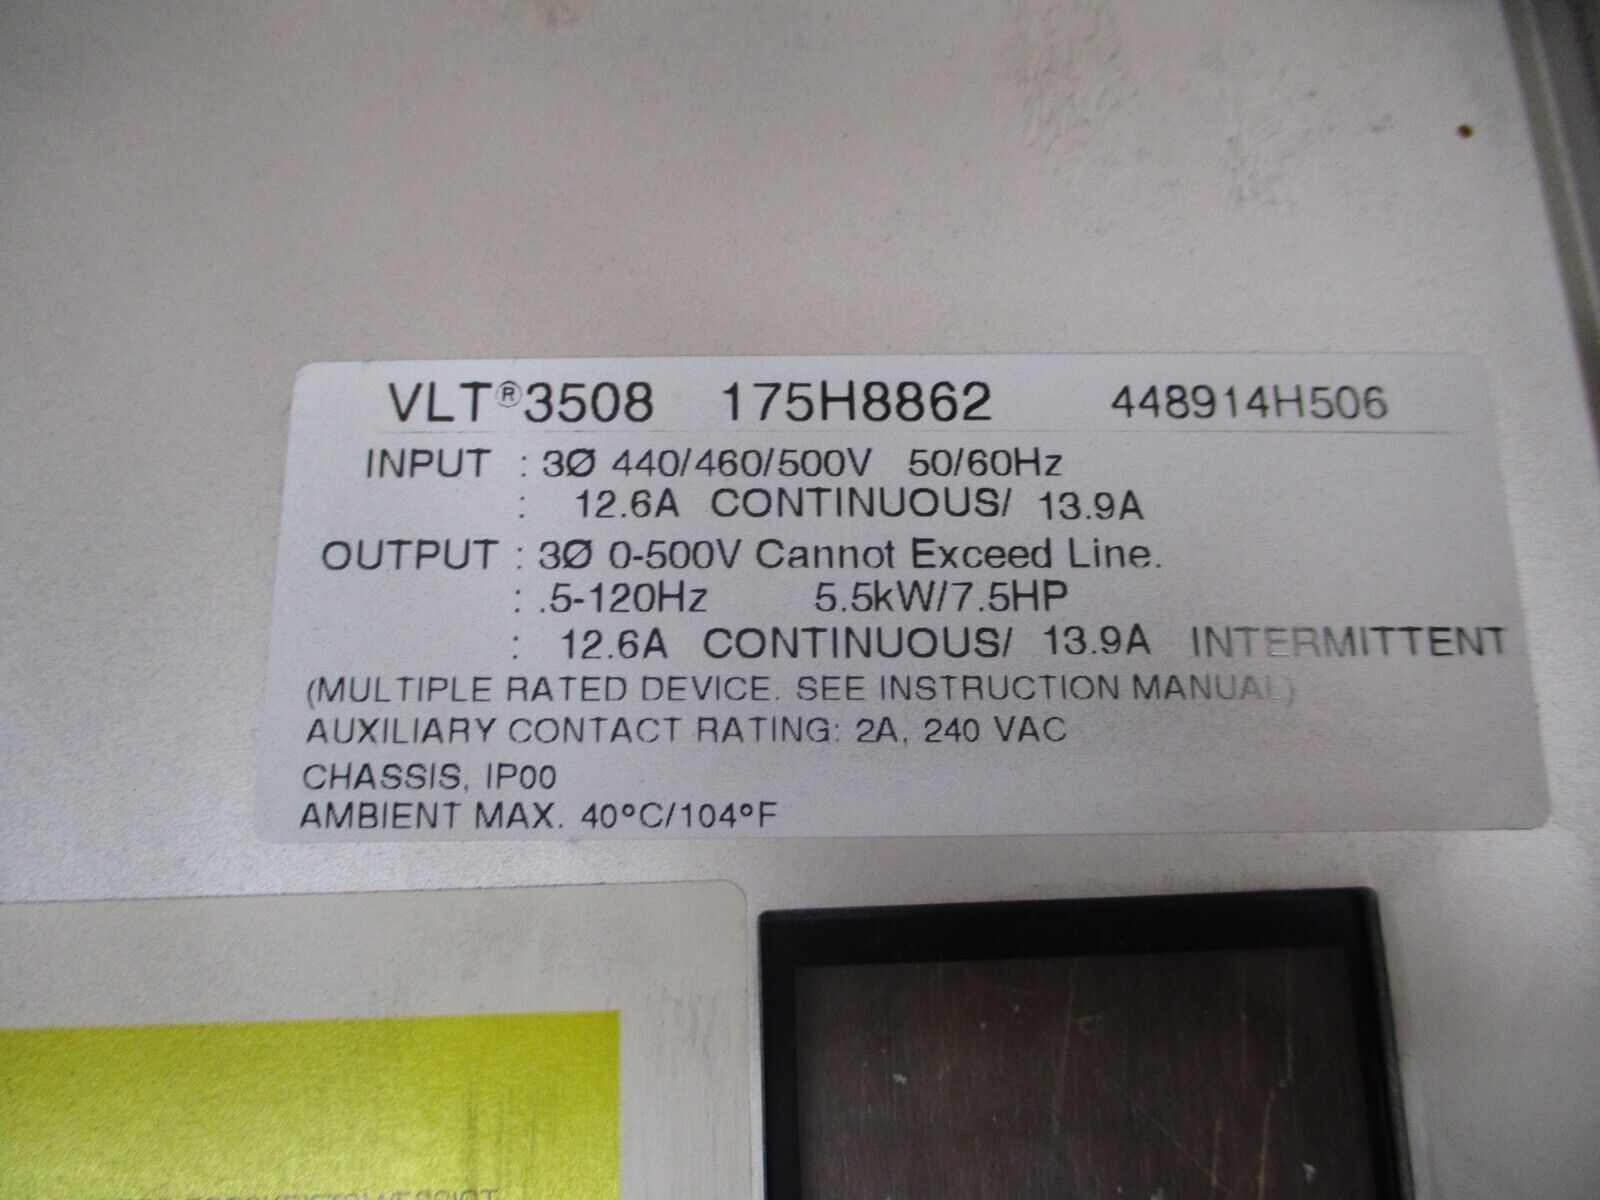 VLT®3508 175H8862 448914H506
INPUT : 3Ø 440/460/500V 50/60Hz
: 12.6A CONTINUOUS/ 13.9A
OUTPUT : 3Ø 0-500V Cannot Exceed Line.
: .5-120Hz 5.5kW/7.5HP
: 12.6A CONTINUOUS/ 13.9A INTERMITTENT
(MULTIPLE RATED DEVICE. SEE INSTRUCTION MANUAL)
AUXILIARY CONTACT RATING: 2A, 240 VAC
CHASSIS, IP00
AMBIENT MAX. 40°C/104°F